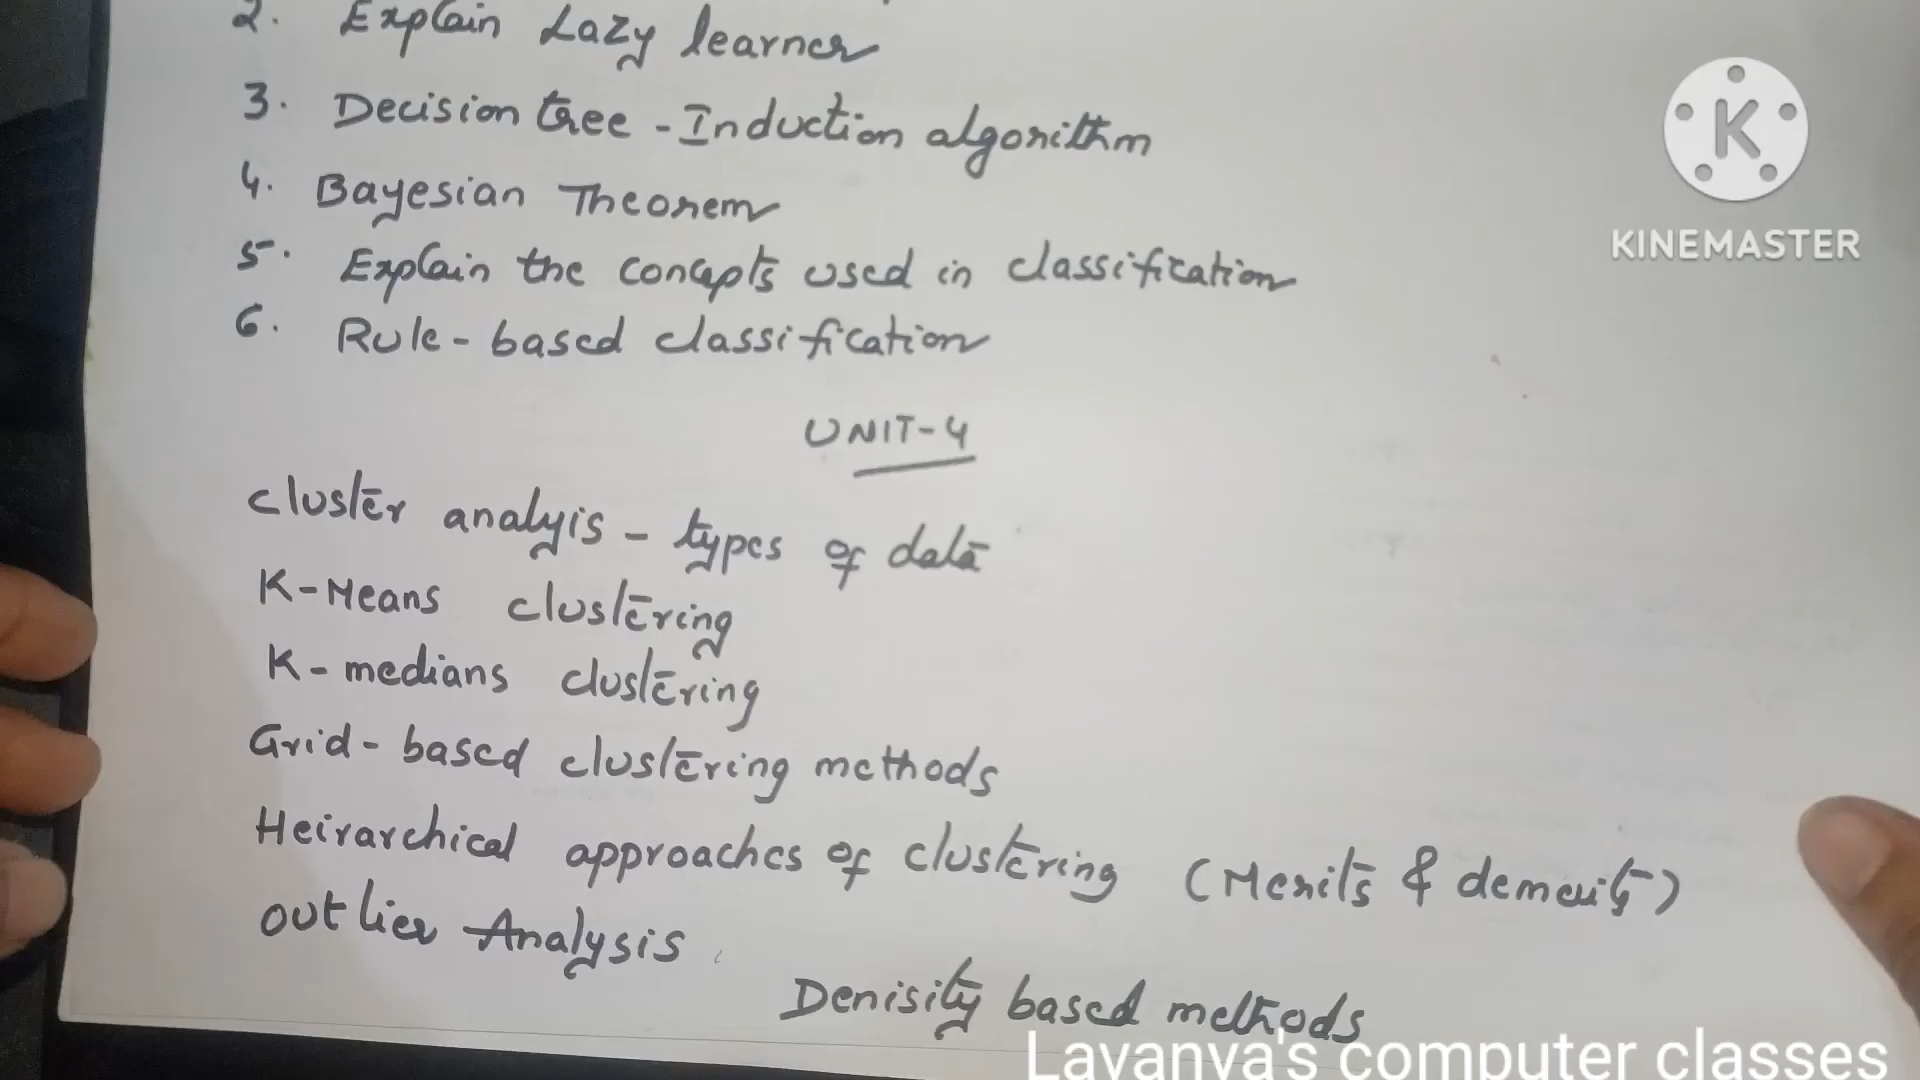 2. Explain Lazy learner
3. Decision tree - Induction algorithm
4. Bayesian Theorem
5. Explain the concepts used in classification
6. Rule-based classification
UNIT-4
cluster analyis - types of data
K-Means clustering
K-medians clustering
Grid-based clustering methods
Heirarchical approaches of clustering (Merits & demerits)
outlier Analysis.
Denisity based methods
K
KINEMASTER
Lavanya's computer classes